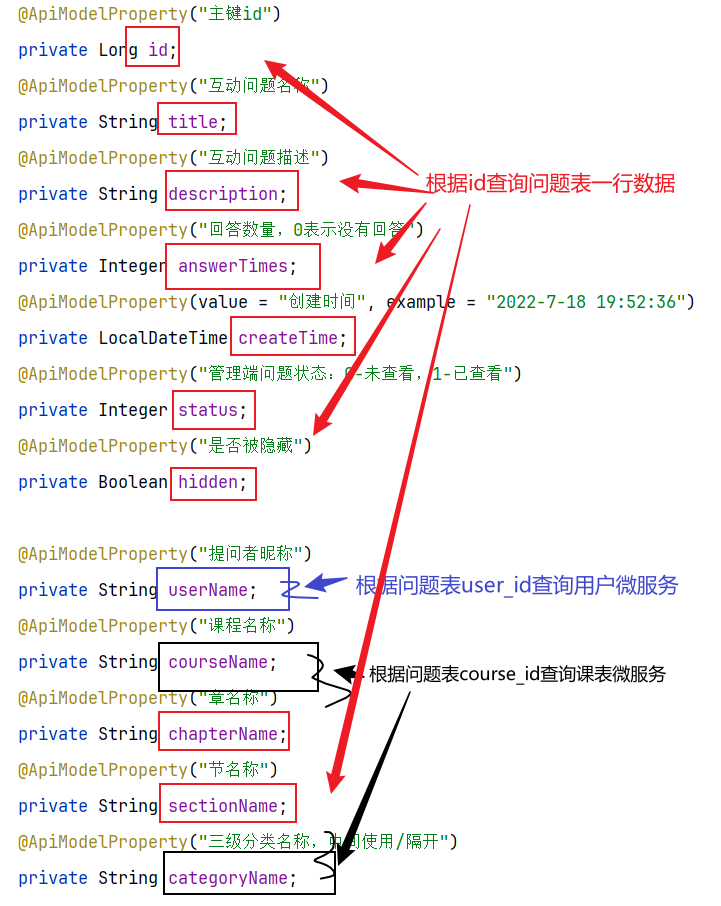 @ApiModelProperty("主键id")
private Long id;
@ApiModelProperty("互动问题名称")
private String title;
@ApiModelProperty("互动问题描述")
根据id查询问题表一行数据
private String description;
@ApiModelProperty("回答数量，0表示没有回答")
private Integer answerTimes;
@ApiModelProperty(value = "创建时间", example = "2022-7-18 19:52:36")
private LocalDateTime createTime;
@ApiModelProperty("管理端问题状态：0-未查看，1-已查看")
private Integer status;
@ApiModelProperty("是否被隐藏")
private Boolean hidden;
@ApiModelProperty("提问者昵称")
private String userName;
根据问题表user_id查询用户微服务
@ApiModelProperty("课程名称")
private String courseName;
根据问题表course_id查询课表微服务
@ApiModelProperty("章名称")
private String chapterName;
@ApiModelProperty("节名称")
private String sectionName;
@ApiModelProperty("三级分类名称，中间使用/隔开")
private String categoryName;